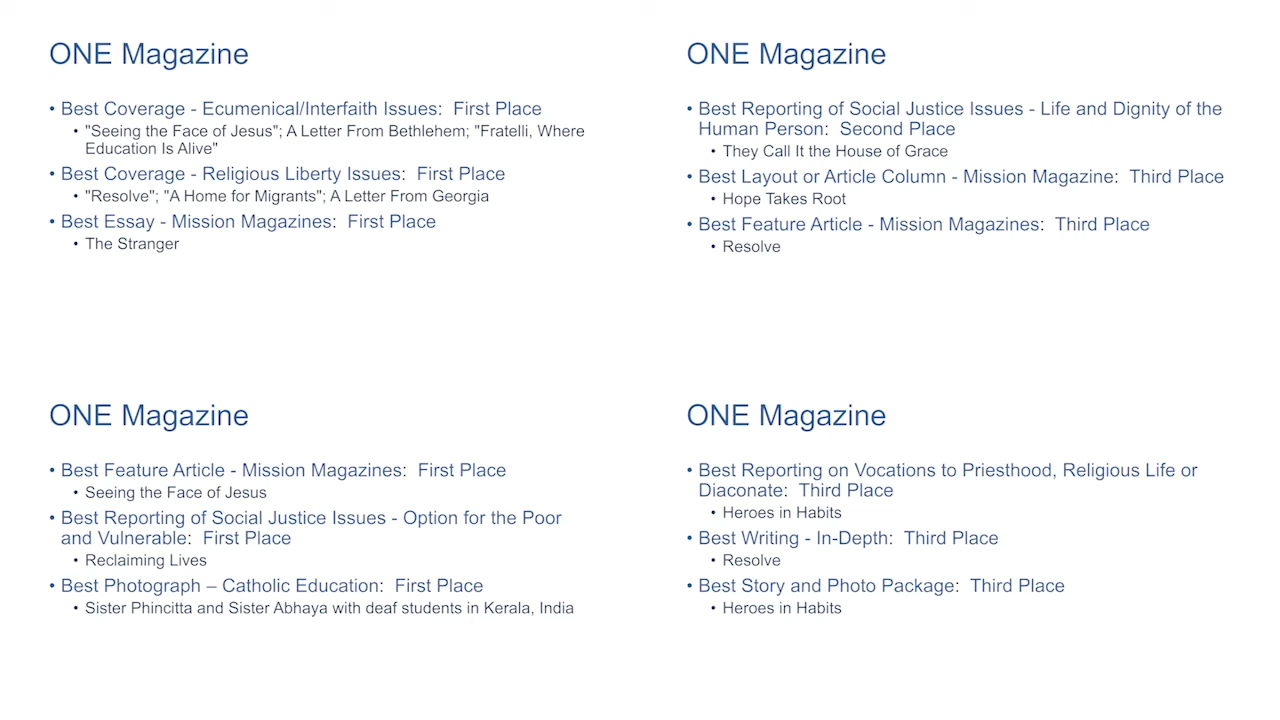 ONE Magazine
• Best Coverage - Ecumenical/Interfaith Issues:  First Place
• "Seeing the Face of Jesus"; A Letter From Bethlehem; "Fratelli, Where
Education Is Alive"
• Best Coverage - Religious Liberty Issues:  First Place
• "Resolve"; "A Home for Migrants"; A Letter From Georgia
• Best Essay - Mission Magazines:  First Place
• The Stranger
ONE Magazine
• Best Reporting of Social Justice Issues - Life and Dignity of the
Human Person:  Second Place
• They Call It the House of Grace
• Best Layout or Article Column - Mission Magazine:  Third Place
• Hope Takes Root
• Best Feature Article - Mission Magazines:  Third Place
• Resolve
ONE Magazine
• Best Feature Article - Mission Magazines:  First Place
• Seeing the Face of Jesus
• Best Reporting of Social Justice Issues - Option for the Poor
and Vulnerable:  First Place
• Reclaiming Lives
• Best Photograph – Catholic Education:  First Place
• Sister Phincitta and Sister Abhaya with deaf students in Kerala, India
ONE Magazine
• Best Reporting on Vocations to Priesthood, Religious Life or
Diaconate:  Third Place
• Heroes in Habits
• Best Writing - In-Depth:  Third Place
• Resolve
• Best Story and Photo Package:  Third Place
• Heroes in Habits